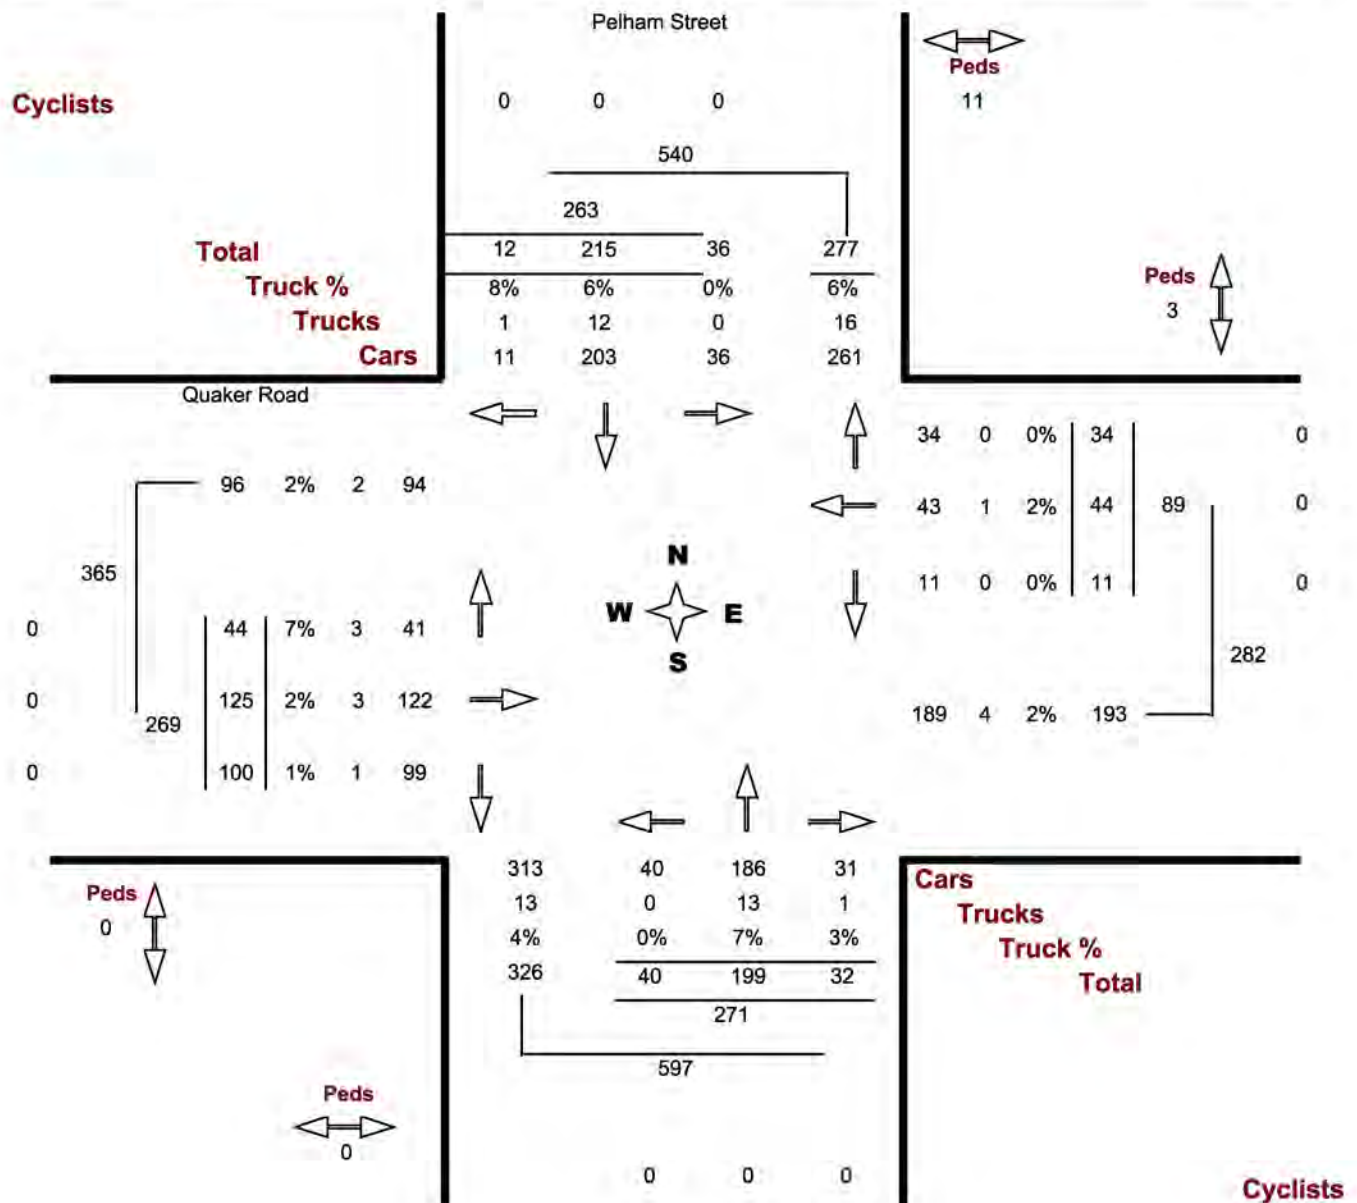 Pelham Street
Peds
11
Cyclists 0 0 0
540
263
Total 12 215 36 277
Truck % 8% 6% 0% 6%
Peds
3
Trucks 1 12 0 16
Cars 11 203 36 261
Quaker Road
34 0 0% 34 0
96 2% 2 94
43 1 2% 44 89 0
N
365
11 0 0% 11 0
W E
0 44 7% 3 41
S
282
0 125 2% 3 122
269
189 4 2% 193
0 100 1% 1 99
313 40 186 31 Cars
Peds
0
13 0 13 1 Trucks
4% 0% 7% 3% Truck %
326 40 199 32 Total
271
597
Peds
0
0 0 0 Cyclists